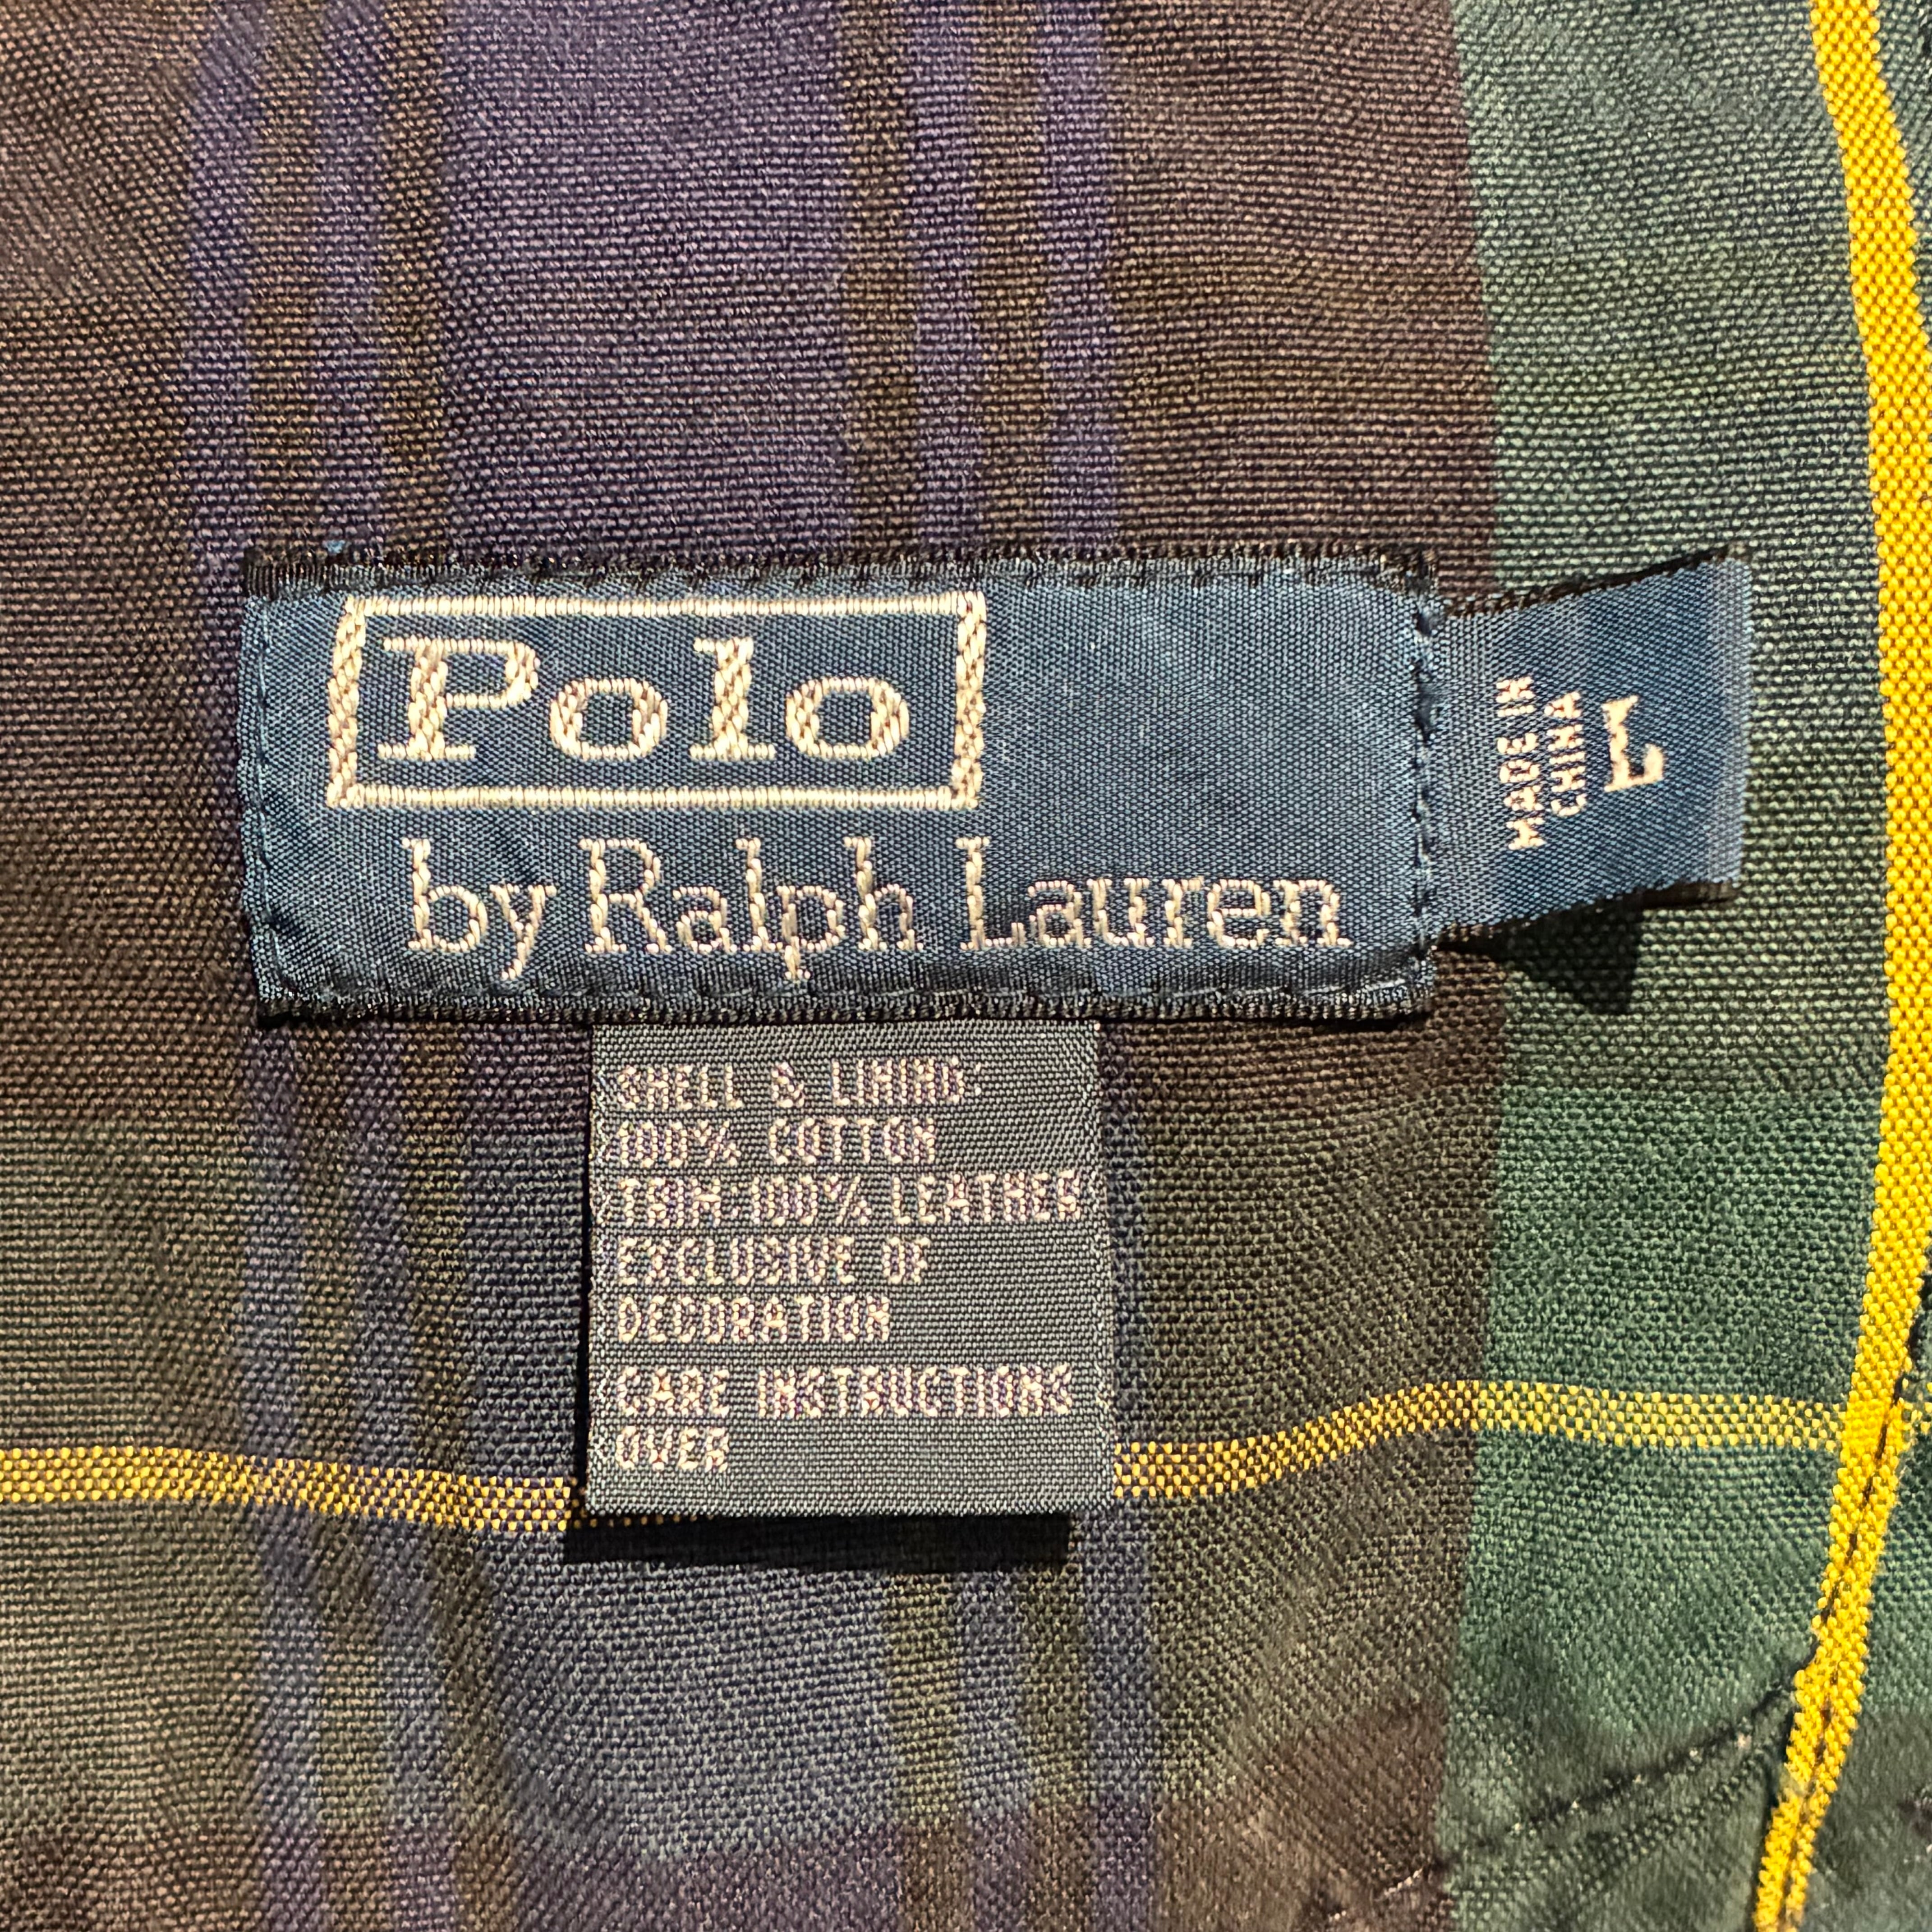 Polo
by Ralph Lauren
MADE IN
CHINA
L
SHELL & LINING
100% COTTON
TRIM-100% LEATHER
EXCLUSIVE OF
DECORATION
CARE INSTRUCTIONS
OVER